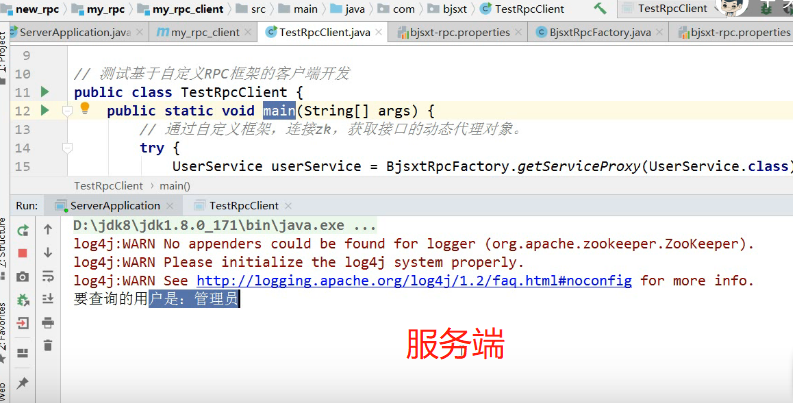 new_rpc my_rpc my_rpc_client src main java com bjsxt TestRpcClient TestRpcClient
ServerApplication.java my_rpc_client TestRpcClient.java bjsxt-rpc.properties BjsxtRpcFactory.java bjsxt-rpc.properties
1: Project
9
10 // 测试基于自定义RPC框架的客户端开发
11 public class TestRpcClient {
12 public static void main(String[] args) {
13 // 通过自定义框架，连接zk，获取接口的动态代理对象。
14 try {
15 UserService userService = BjsxtRpcFactory.getServiceProxy(UserService.class)
TestRpcClient › main()
Run: ServerApplication TestRpcClient
D:\jdk8\jdk1.8.0_171\bin\java.exe ...
log4j:WARN No appenders could be found for logger (org.apache.zookeeper.ZooKeeper).
log4j:WARN Please initialize the log4j system properly.
log4j:WARN See http://logging.apache.org/log4j/1.2/faq.html#noconfig for more info.
要查询的用户是：管理员
服务端
Structure
2: Favorites
Web